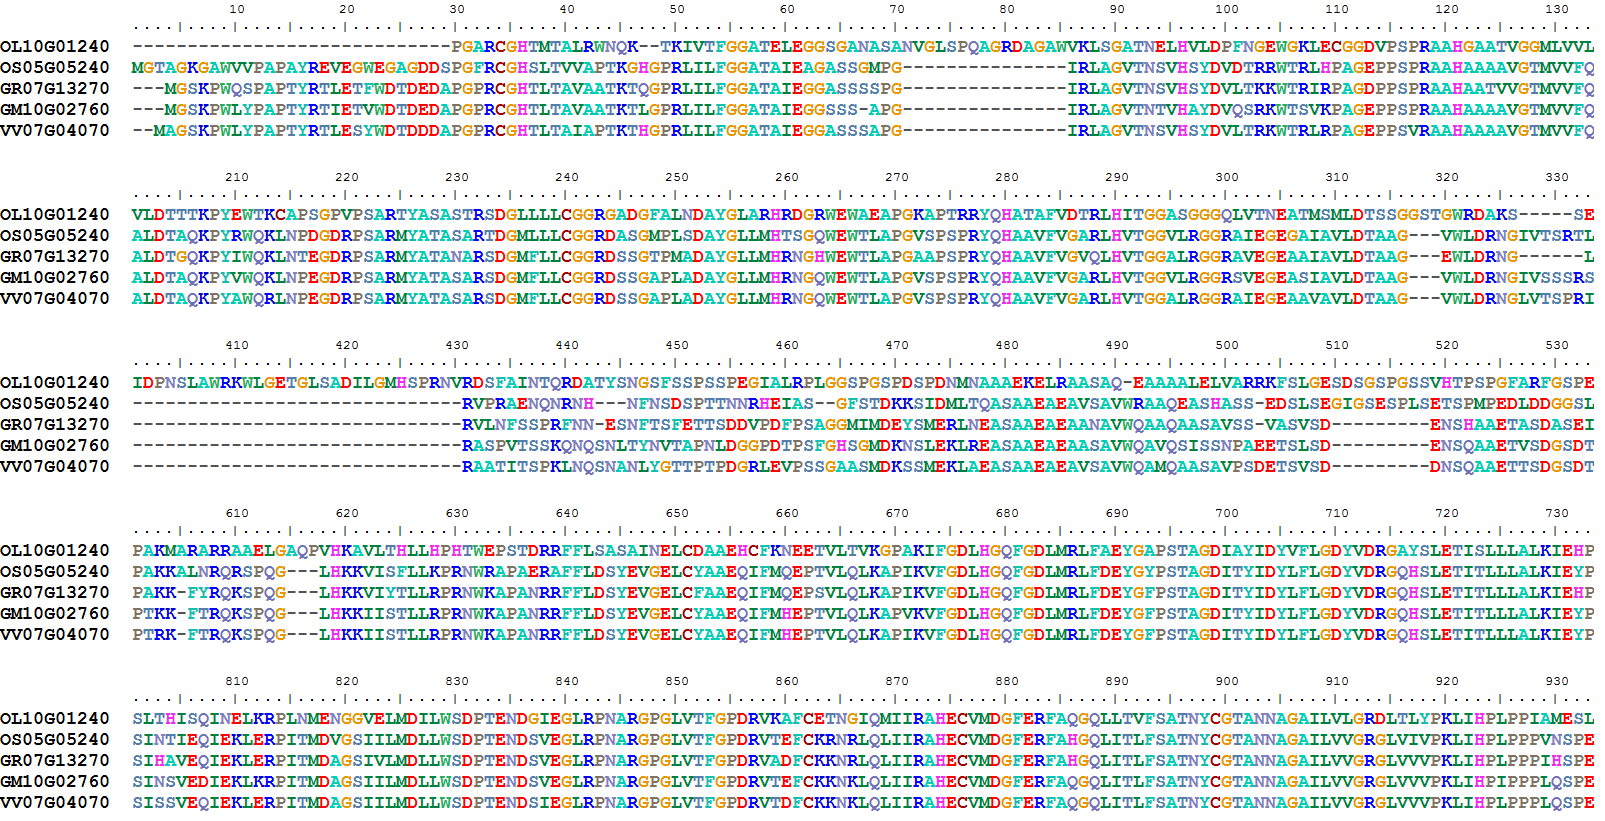 10 20 30 40 50 60 70 80 90 100 110 120 130
OL10G01240 -----------------------------PGARCGHTMTALRWNQK--TKIVTFGGATELEGGSGANASANVGLSPQAGRDAGAWVKLSGATNELHVLDPFNGEWGKLECGGDVPSPRAAHGAATVGGMLVVL
OS05G05240 MGTAGKGAWVVPAPAYREVEGWEGAGDDSPGFRCGHSLTVVAPTKGHGPRLILFGGATAIEAGASSGMPG---------------IRLAGVTNSVHSYDVDTRRWTRLHPAGEPPSPRAAHAAAAVGTMVVFQ
GR07G13270 ---MGSKPWQSPAPTYRTLETFWDTDEDAPGPRCGHTLTAVAATKTQGPRLILFGGATAIEGGASSSSPG---------------IRLAGVTNSVHSYDVLTKKWTRIRPAGDPPSPRAAHAATVVGTMVVFQ
GM10G02760 ---MGSKPWLYPAPTYRTIETVWDTDEDAPGPRCGHTLTAVAATKTLGPRLILFGGATAIEGGSSS-APG---------------IRLAGVTNTVHAYDVQSRKWTSVKPAGEPPSPRAAHAAAAVGTMVVFQ
VV07G04070 --MAGSKPWLYPAPTYRTLESYWDTDDDAPGPRCGHTLTAIAPTKTHGPRLILFGGATAIEGGASSSAPG---------------IRLAGVTNSVHSYDVLTRKWTRLRPAGEPPSVRAAHAAAAVGTMVVFQ
210 220 230 240 250 260 270 280 290 300 310 320 330
OL10G01240 VLDTTTKPYEWTKCAPSGPVPSARTYASASTRSDGLLLLCGGRGADGFALNDAYGLARHRDGRWEWAEAPGKAPTRRYQHATAFVDTRLHITGGASGGGQLVTNEATMSMLDTSSGGSTGWRDAKS-----SE
OS05G05240 ALDTAQKPYRWQKLNPDGDRPSARMYATASARTDGMLLLCGGRDASGMPLSDAYGLLMHTSGQWEWTLAPGVSPSPRYQHAAVFVGARLHVTGGVLRGGRAIEGEGAIAVLDTAAG---VWLDRNGIVTSRTL
GR07G13270 ALDTGQKPYIWQKLNTEGDRPSARMYATANARSDGMFLLCGGRDSSGTPMADAYGLLMHRNGHWEWTLAPGAAPSPRYQHAAVFVGVQLHVTGGVLRGGRAVEGEAAIAVLDTAAG---EWLDRNG------L
GM10G02760 ALDTAQKPYVWQKLNPEGDRPSARMYATASARSDGMFLLCGGRDSSGAPLADAYGLLMHRNGQWEWTLAPGVSPSPRYQHAAVFVGARLHVTGGVLRGGRSVEGEASIAVLDTAAG---VWLDRNGIVSSSRS
VV07G04070 ALDTAQKPYAWQRLNPEGDRPSARMYATASARSDGMFLLCGGRDSSGAPLADAYGLLMHRNGQWEWTLAPGVSPSPRYQHAAVFVGARLHVTGGALRGGRAIEGEAAVAVLDTAAG---VWLDRNGLVTSPRI
410 420 430 440 450 460 470 480 490 500 510 520 530
OL10G01240 IDPNSLAWRKWLGETGLSADILGMHSPRNVRDSFAINTQRDATYSNGSFSSPSSPEGIALRPLGGSPGSPDSPDNMNAAAEKELRAASAQ-EAAAALELVARRKFSLGESDSGSPGSSVHTPSPGFARFGSPE
OS05G05240 ------------------------------RVPRAENQNRNH---NFNSDSPTTNNRHEIAS--GFSTDKKSIDMLTQASAAEAEAVSAVWRAAQEASHASS-EDSLSEGIGSESPLSETSPMPEDLDDGGSL
GR07G13270 ------------------------------RVLNFSSPRFNN-ESNFTSFETTSDDVPDFPSAGGMIMDEYSMERLNEASAAEAEAANAVWQAAQAASAVSS-VASVSD---------ENSHAAETASDASEI
GM10G02760 ------------------------------RASPVTSSKQNQSNLTYNVTAPNLDGGPDTPSFGHSGMDKNSLEKLREASAAEAEAASAVWQAVQSISSNPAEETSLSD---------ENSQAAETVSDGSDT
VV07G04070 ------------------------------RAATITSPKLNQSNANLYGTTPTPDGRLEVPSSGAASMDKSSMEKLAEASAAEAEAVSAVWQAMQAASAVPSDETSVSD---------DNSQAAETTSDGSDT
610 620 630 640 650 660 670 680 690 700 710 720 730
OL10G01240 PAKMARARRAAELGAQPVHKAVLTHLLHPHTWEPSTDRRFFLSASAINELCDAAEHCFKNEETVLTVKGPAKIFGDLHGQFGDLMRLFAEYGAPSTAGDIAYIDYVFLGDYVDRGAYSLETISLLLALKIEHP
OS05G05240 PAKKALNRQRSPQG---LHKKVISFLLKPRNWRAPAERAFFLDSYEVGELCYAAEQIFMQEPTVLQLKAPIKVFGDLHGQFGDLMRLFDEYGYPSTAGDITYIDYLFLGDYVDRGQHSLETITLLLALKIEYP
GR07G13270 PAKK-FYRQKSPQG---LHKKVIYTLLRPRNWKAPANRRFFLDSYEVGELCFAAEQIFMQEPSVLQLKAPIKVFGDLHGQFGDLMRLFDEYGFPSTAGDITYIDYLFLGDYVDRGQHSLETITLLLALKIEHP
GM10G02760 PTKK-FTRQKSPQG---LHKKIISTLLRPRNWKAPANRRFFLDSYEVGELCYAAEQIFMHEPTVLQLKAPVKVFGDLHGQFGDLMRLFDEYGFPSTAGDITYIDYLFLGDYVDRGQHSLETITLLLALKIEYP
VV07G04070 PTRK-FTRQKSPQG---LHKKIISTLLRPRNWKAPANRRFFLDSYEVGELCYAAEQIFMHEPTVLQLKAPIKVFGDLHGQFGDLMRLFDEYGFPSTAGDITYIDYLFLGDYVDRGQHSLETITLLLALKIEYP
810 820 830 840 850 860 870 880 890 900 910 920 930
OL10G01240 SLTHISQINELKRPLNMENGGVELMDILWSDPTENDGIEGLRPNARGPGLVTFGPDRVKAFCETNGIQMIIRAHECVMDGFERFAQGQLLTVFSATNYCGTANNAGAILVLGRDLTLYPKLIHPLPPIAMESL
OS05G05240 SINTIEQIEKLERPITMDVGSIILMDLLWSDPTENDSVEGLRPNARGPGLVTFGPDRVTEFCKRNRLQLIIRAHECVMDGFERFAHGQLITLFSATNYCGTANNAGAILVVGRGLVIVPKLIHPLPPPVNSPE
GR07G13270 SIHAVEQIEKLERPITMDAGSIVLMDLLWSDPTENDSVEGLRPNARGPGLVTFGPDRVADFCKKNKLQLIIRAHECVMDGFERFAHGQLITLFSATNYCGTANNAGAILVVGRGLVVVPKLIHPLPPPIHSPE
GM10G02760 SINSVEDIEKLKRPITMDAGSIILMDLLWSDPTENDSVEGLRPNARGPGLVTFGPDRVTEFCKKNKLQLIIRAHECVMDGFERFAQGQLITLFSATNYCGTANNAGAILVVGRGLVVVPKLIHPIPPPLQSPE
VV07G04070 SISSVEQIEKLERPITMDAGSIILMDLLWSDPTENDSIEGLRPNARGPGLVTFGPDRVTDFCKKNKLQLIIRAHECVMDGFERFAQGQLITLFSATNYCGTANNAGAILVVGRGLVVVPKLIHPLPPPLQSPE